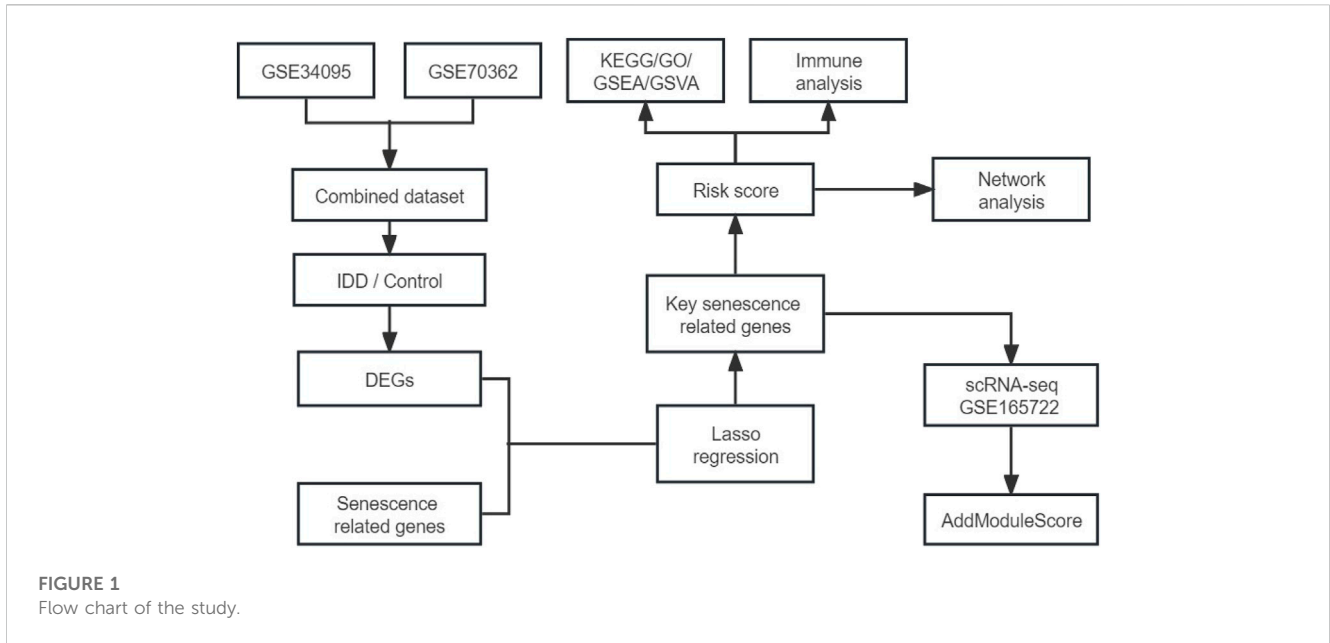 GSE34095
GSE70362
KEGG/GO/
GSEA/GSVA
Immune
analysis
Combined dataset
Risk score
Network
analysis
IDD / Control
Key senescence
related genes
DEGs
scRNA-seq
GSE165722
Lasso
regression
Senescence
related genes
AddModuleScore
FIGURE 1
Flow chart of the study.